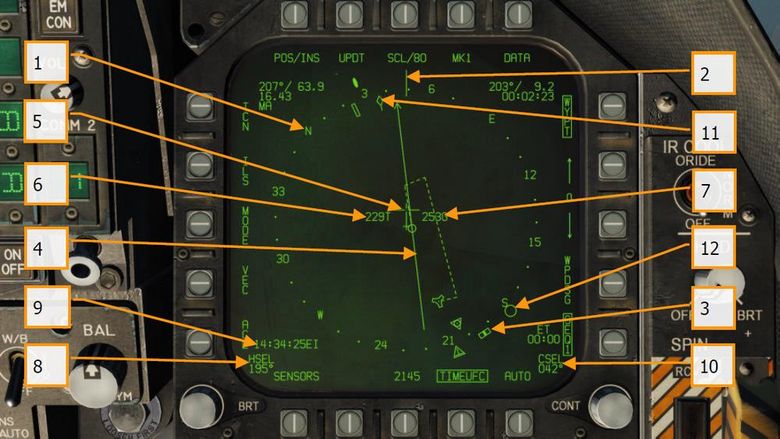 EM
CON
POS/INS UPDT SCL/80 MK1 DATA
1
VOL
2
207°/ 63.9
16.43
MA
3
6
203°/ 9.2
00:02:23
TCN
N
E
WYPT
5
COMM 2
11
IR COOL
ORIDE
ILS
33
12
6
229T
2530
0
7
OFF
MODE
15
4
ON
OFF
30
12
VEC
WPDSG
S
9
W
3
OFF BRT
W/B
BAL
14:34:25EI
24
21
ET
00:00
SEQ1
SPIN
8
HSEL
195°
CSEL
042°
10
SENSORS 2145 TIMEUFC AUTO
BRT
CONT
AUTO